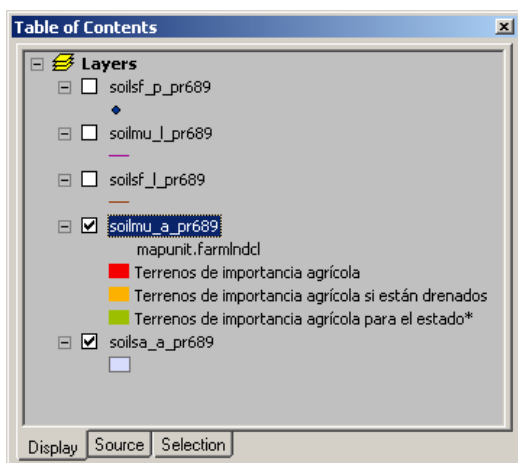 Table of Contents
Layers
soilsf_p_pr689
soilmu_l_pr689
soilsf_l_pr689
soilmu_a_pr689
mapunit.farmlndcl
Terrenos de importancia agrícola
Terrenos de importancia agrícola si están drenados
Terrenos de importancia agrícola para el estado*
soilsa_a_pr689
Display Source Selection